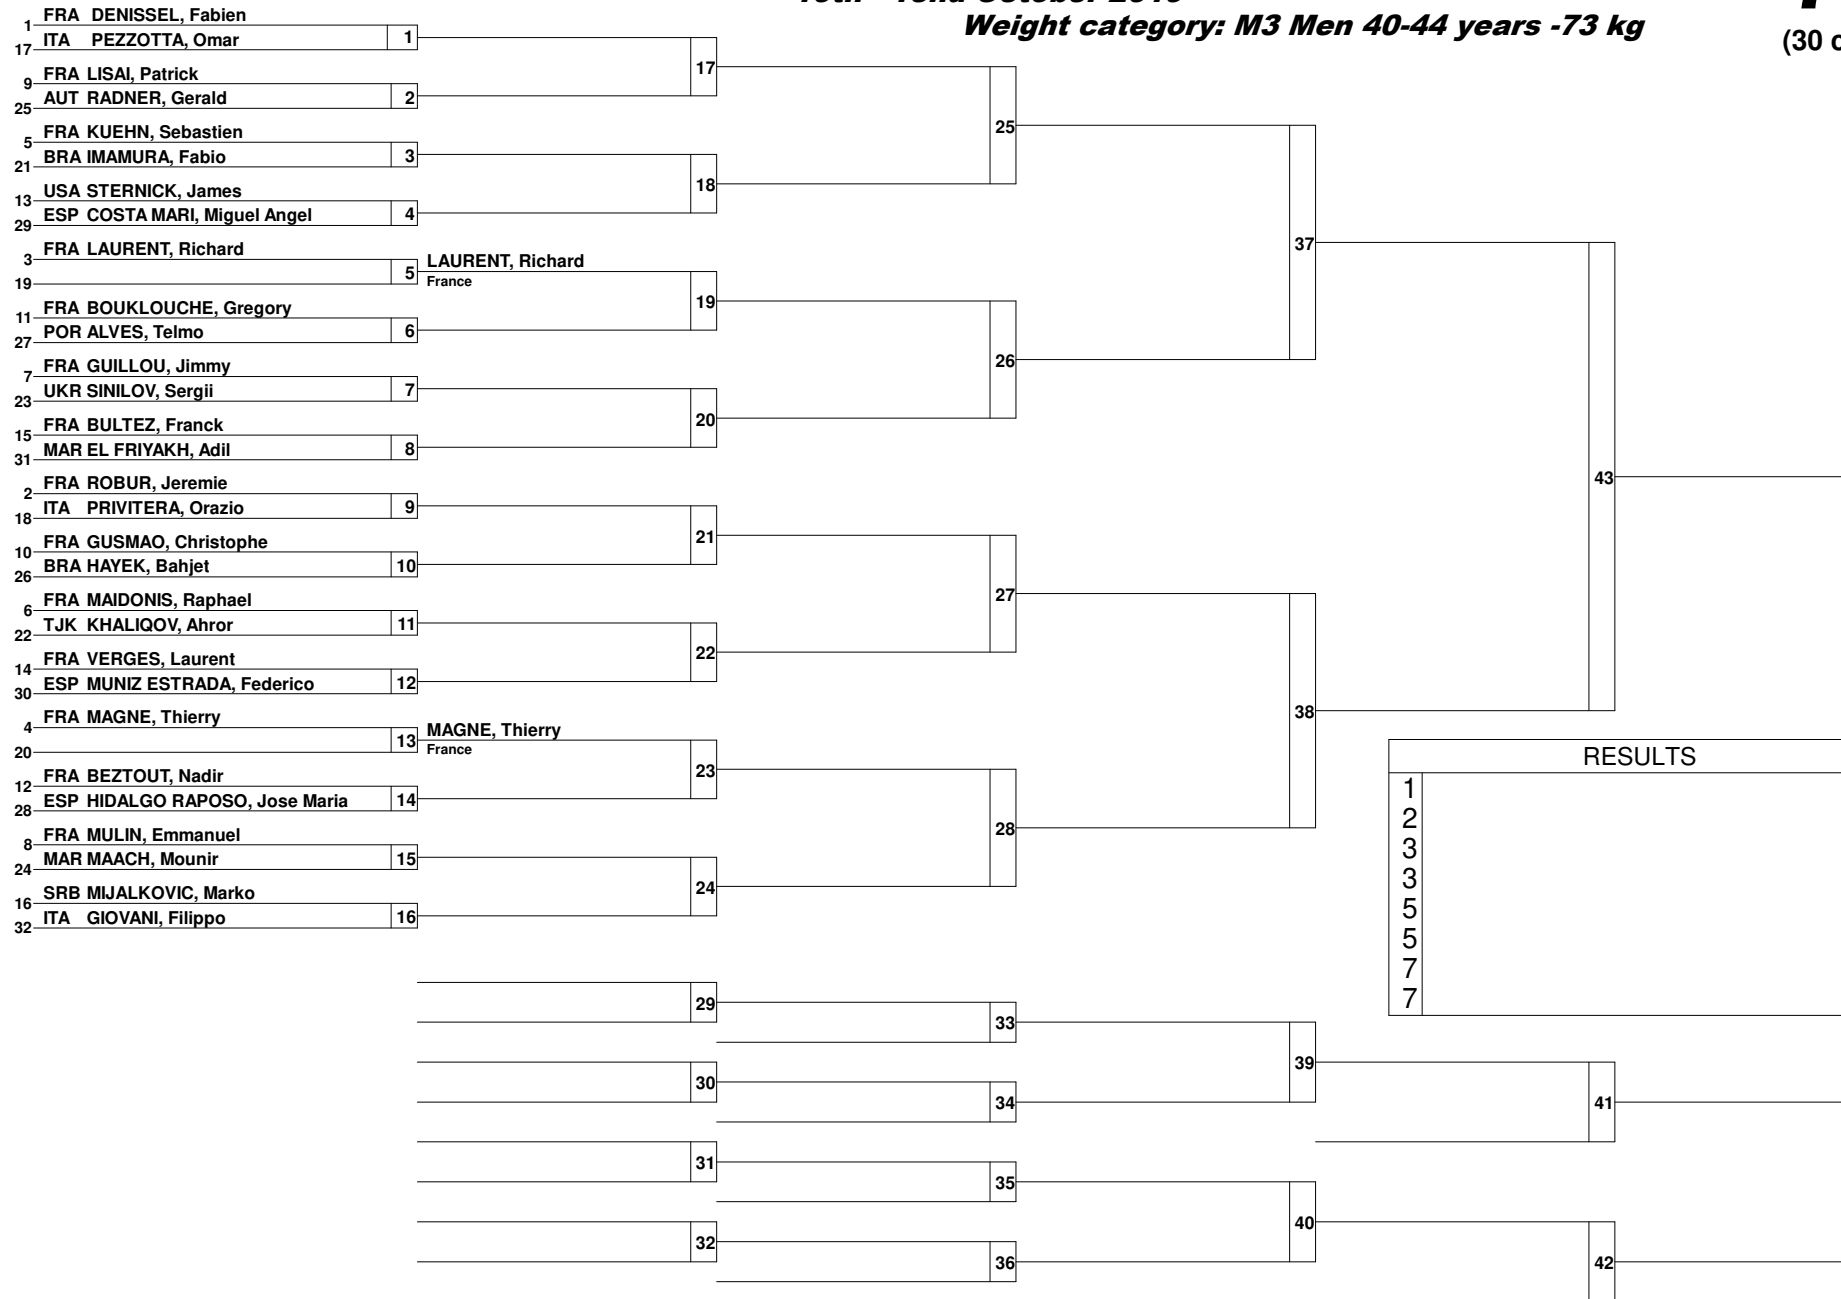 Weight category: M3 Men 40-44 years -73 kg
(30 c
1 FRA DENISSEL, Fabien
17 ITA PEZZOTTA, Omar 1
9 FRA LISAI, Patrick
25 AUT RADNER, Gerald 2
5 FRA KUEHN, Sebastien
21 BRA IMAMURA, Fabio 3
13 USA STERNICK, James
29 ESP COSTA MARI, Miguel Angel 4
3 FRA LAURENT, Richard
19 5
LAURENT, Richard
France
11 FRA BOUKLOUCHE, Gregory
27 POR ALVES, Telmo 6
7 FRA GUILLOU, Jimmy
23 UKR SINILOV, Sergii 7
15 FRA BULTEZ, Franck
31 MAR EL FRIYAKH, Adil 8
2 FRA ROBUR, Jeremie
18 ITA PRIVITERA, Orazio 9
10 FRA GUSMAO, Christophe
26 BRA HAYEK, Bahjet 10
6 FRA MAIDONIS, Raphael
22 TJK KHALIQOV, Ahror 11
14 FRA VERGES, Laurent
30 ESP MUNIZ ESTRADA, Federico 12
4 FRA MAGNE, Thierry
20 13
MAGNE, Thierry
France
12 FRA BEZTOUT, Nadir
28 ESP HIDALGO RAPOSO, Jose Maria 14
8 FRA MULIN, Emmanuel
24 MAR MAACH, Mounir 15
16 SRB MIJALKOVIC, Marko
32 ITA GIOVANI, Filippo 16
17
18
19
20
21
22
23
24
25
26
27
28
37
38
43
RESULTS
1
2
3
3
5
5
7
7
29
30
31
32
33
34
35
36
39
40
41
42